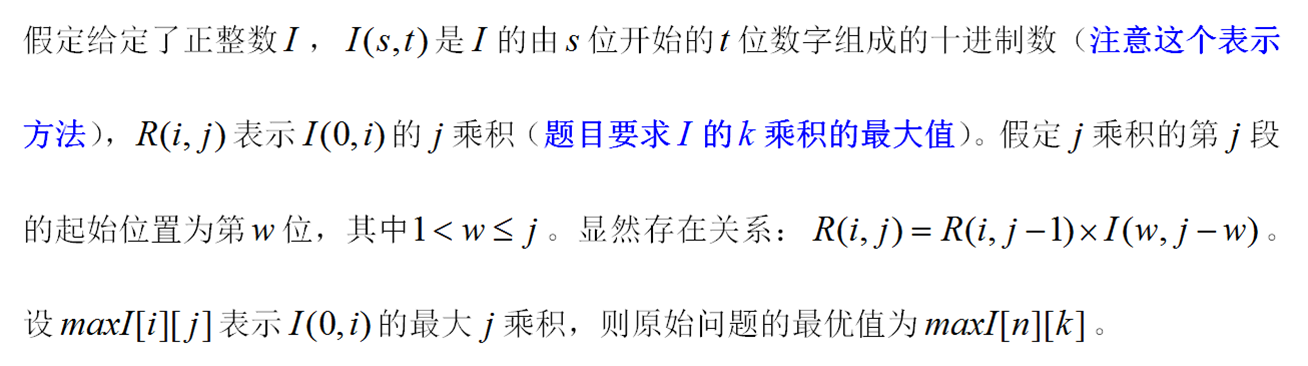 假定给定了正整数 I ， I(s,t) 是 I 的由 s 位开始的 t 位数字组成的十进制数（注意这个表示
方法），R(i, j) 表示 I(0,i) 的 j 乘积（题目要求 I 的 k 乘积的最大值）。假定 j 乘积的第 j 段
的起始位置为第 w 位，其中1 < w ≤ j 。显然存在关系： R(i, j) = R(i, j −1)× I(w, j − w) 。
设 maxI[i][ j] 表示 I(0,i) 的最大 j 乘积，则原始问题的最优值为 maxI[n][k] 。